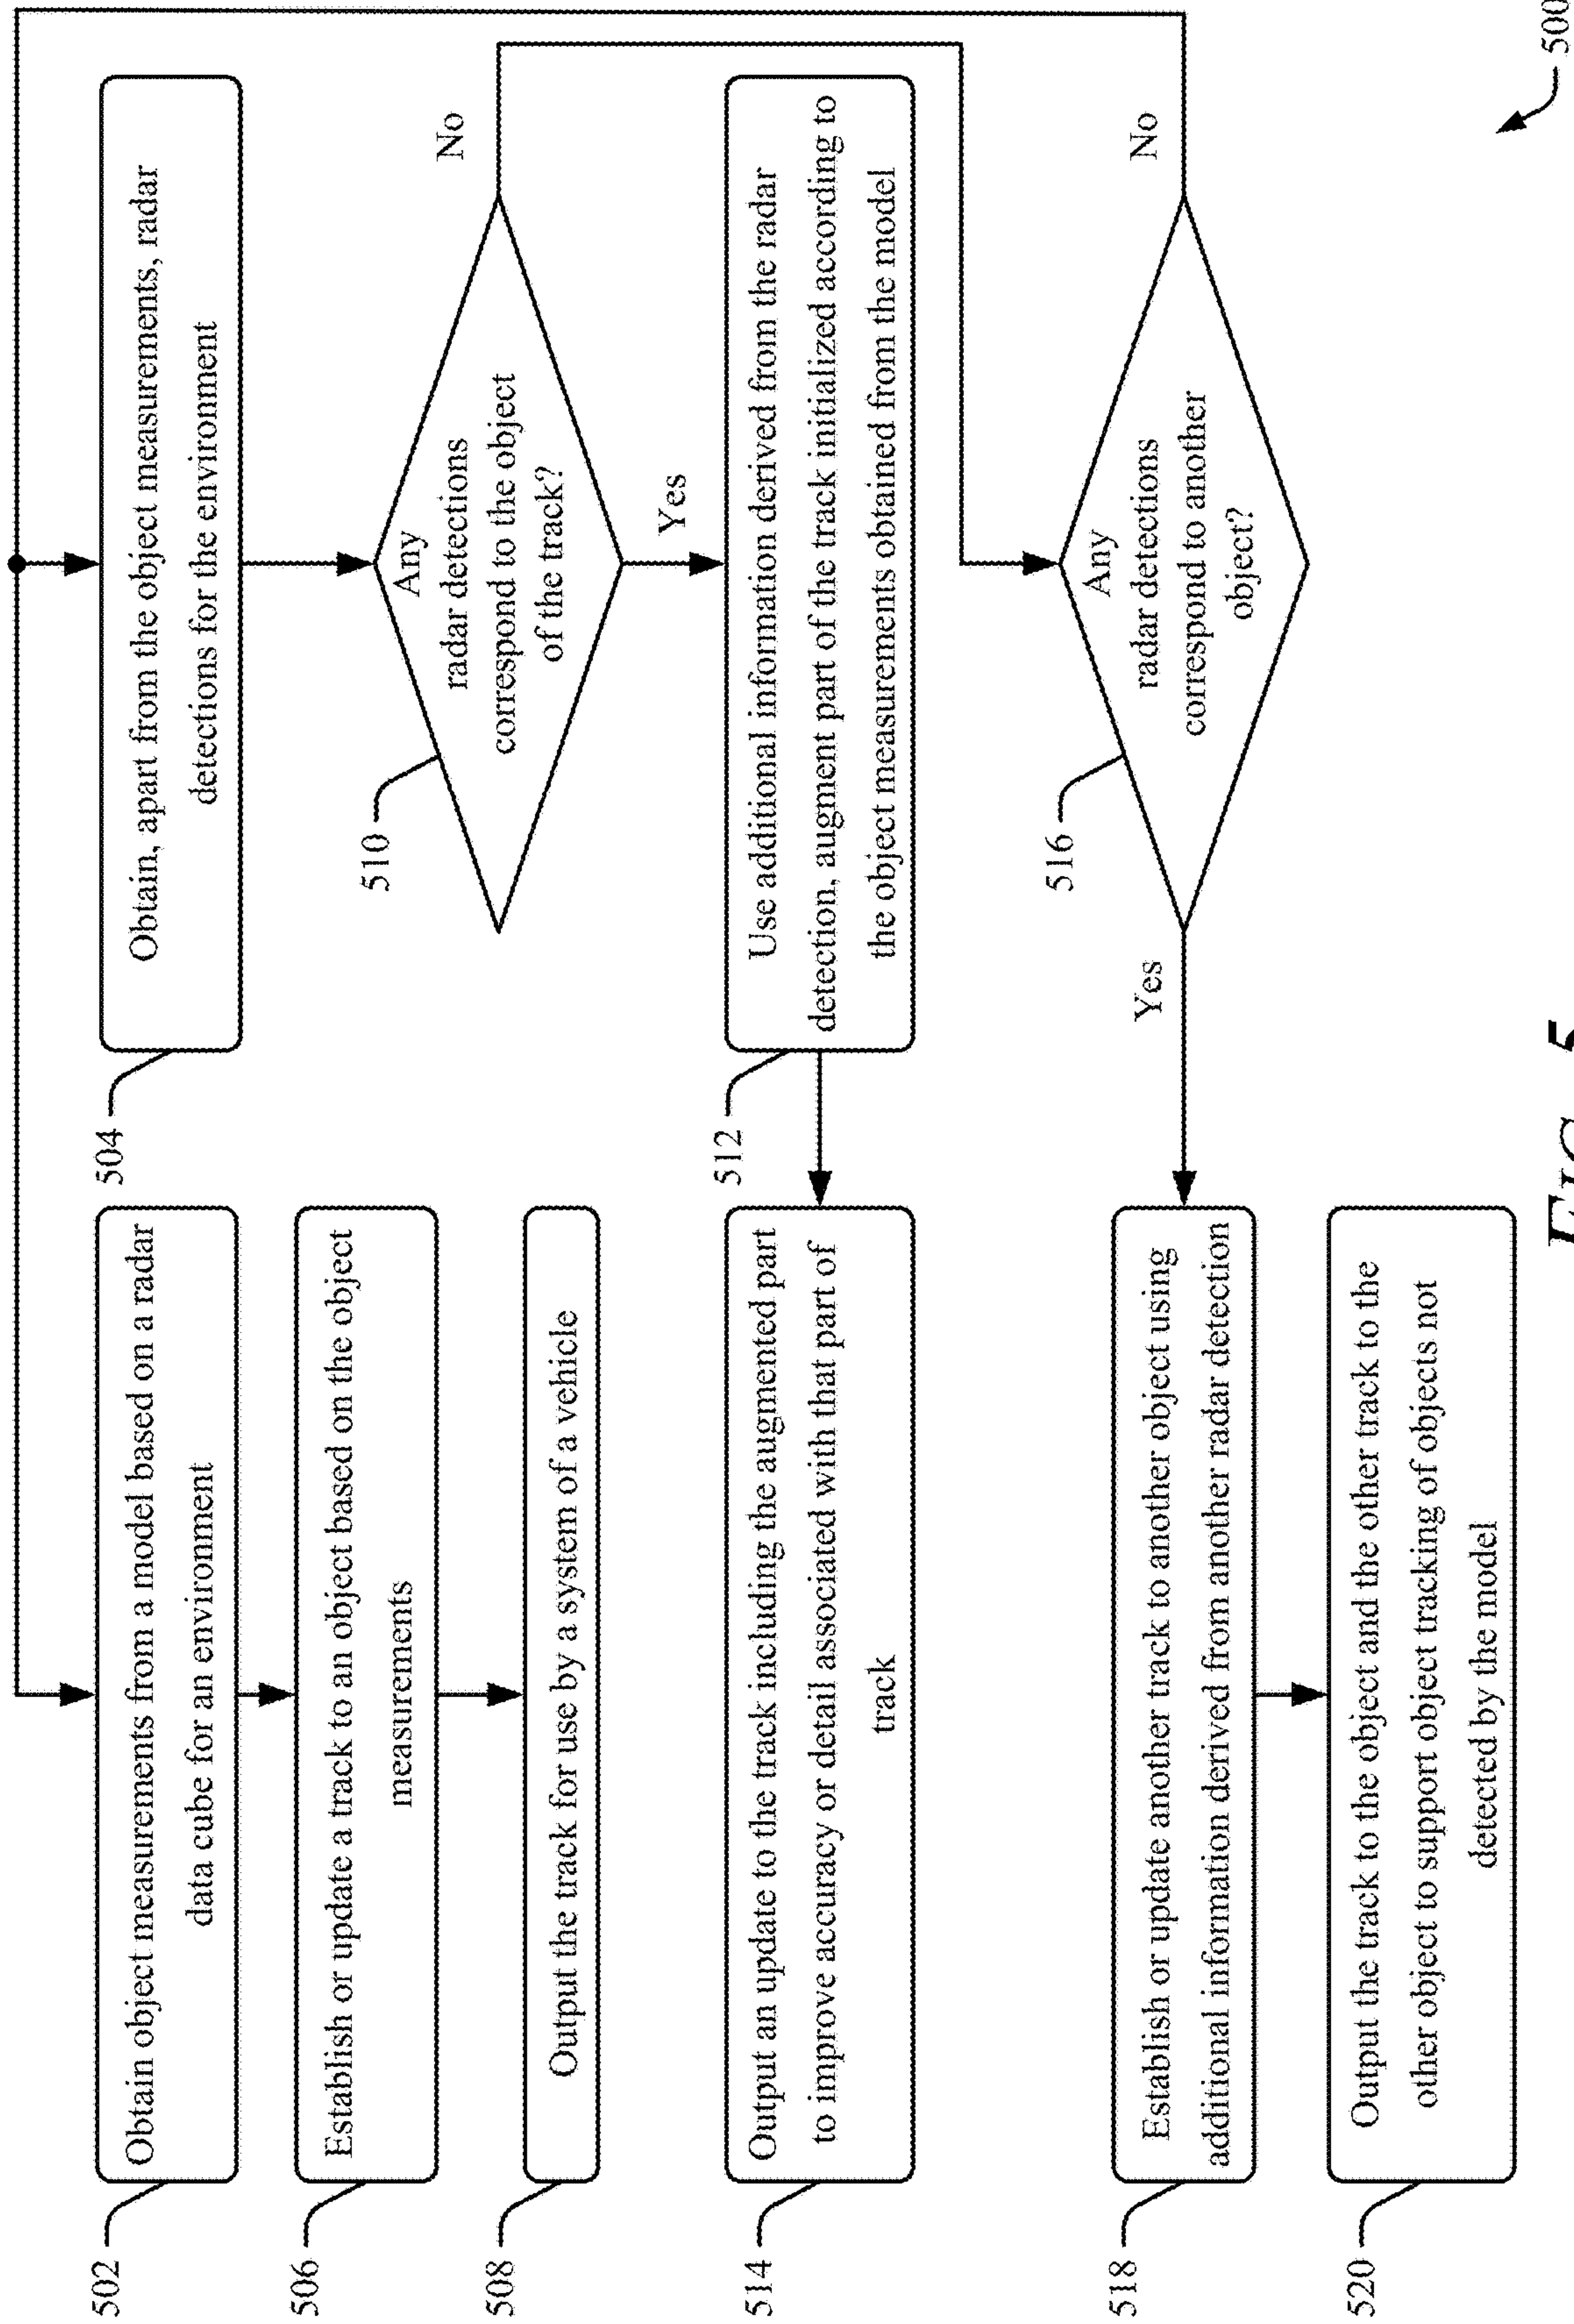 502
Obtain object measurements from a model based on a radar
data cube for an environment
506
Establish or update a track to an object based on the object
measurements
508
Output the track for use by a system of a vehicle
504
Obtain, apart from the object measurements, radar
detections for the environment
510
Any
radar detections
correspond to the object
of the track?
No
Yes
512
Use additional information derived from the radar
detection, augment part of the track initialized according to
the object measurements obtained from the model
514
Output an update to the track including the augmented part
to improve accuracy or detail associated with that part of
track
516
Any
radar detections
correspond to another
object?
No
Yes
518
Establish or update another track to another object using
additional information derived from another radar detection
520
Output the track to the object and the other track to the
other object to support object tracking of objects not
detected by the model
500
FIG. 5